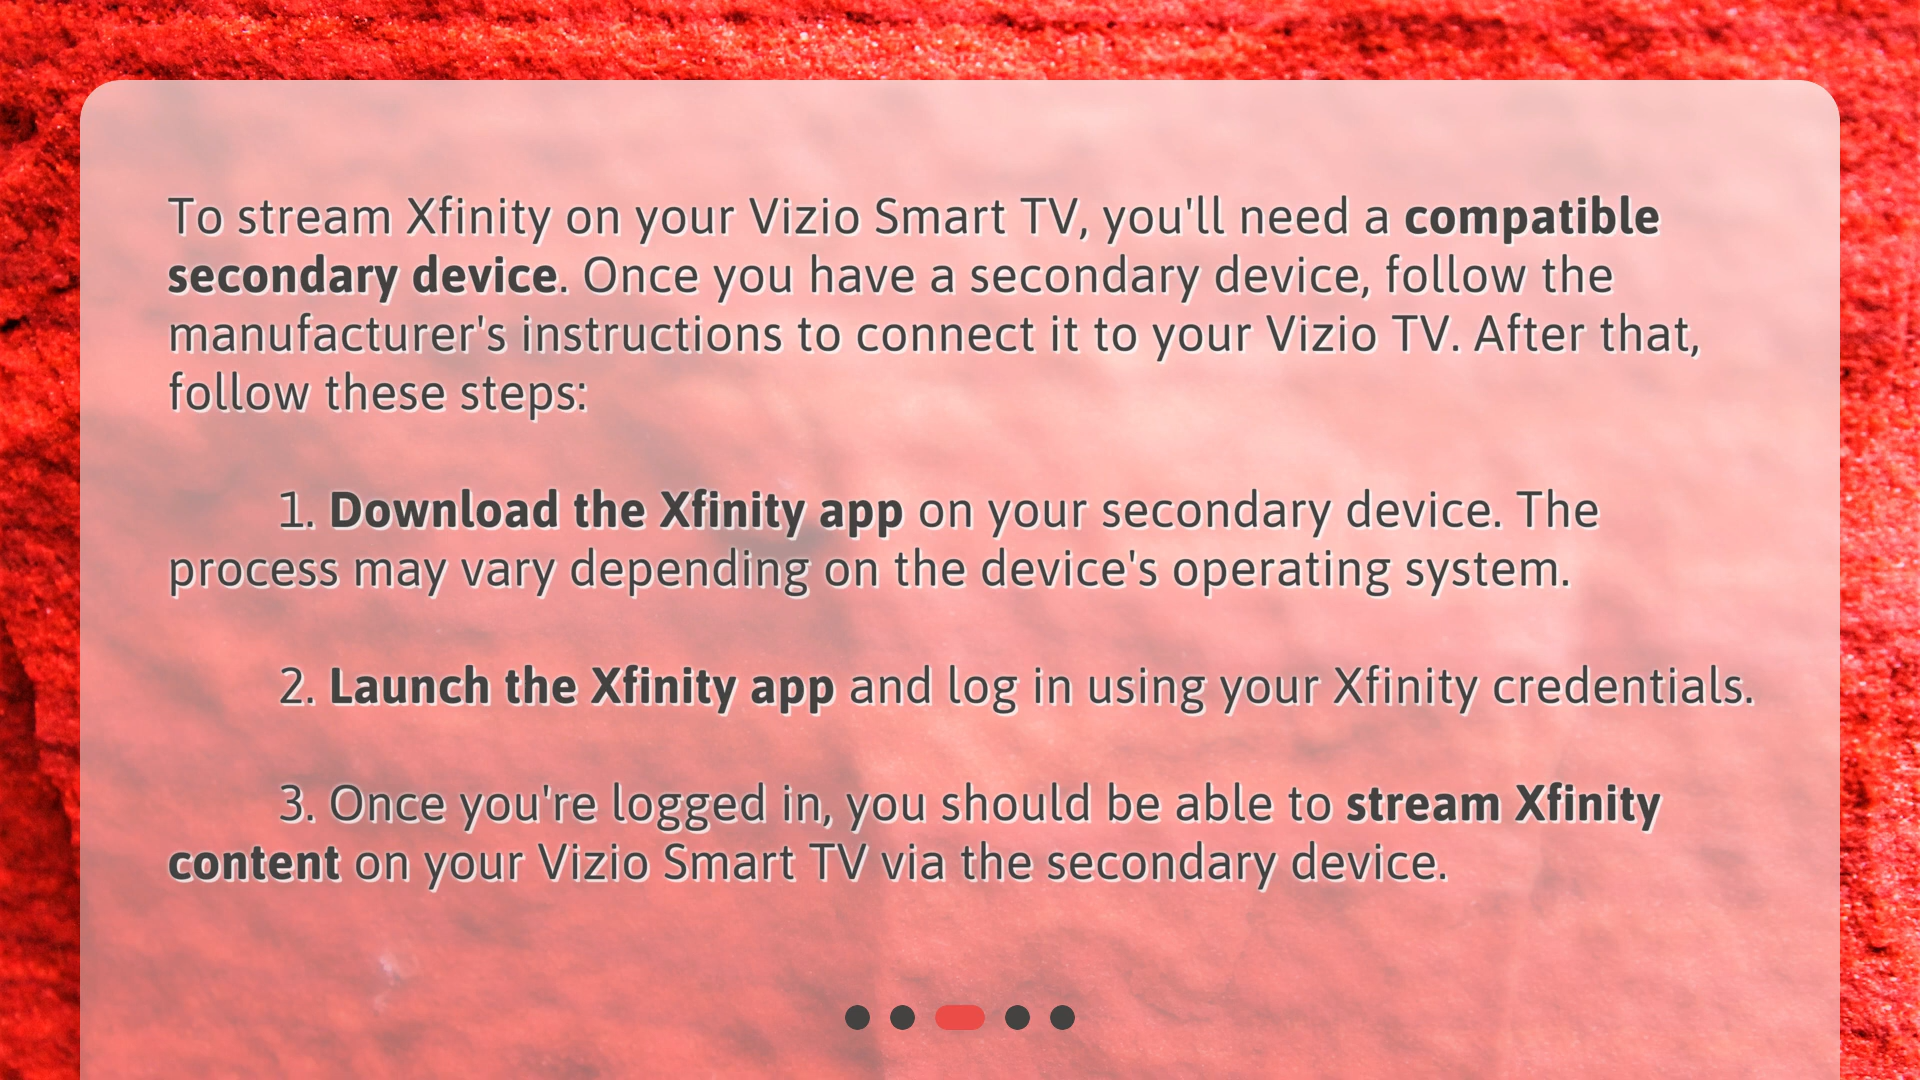 To stream Xfinity on your Vizio Smart TV, you'll need a compatible
secondary device. Once you have a secondary device, follow the
manufacturer's instructions to connect it to your Vizio TV. After that,
follow these steps:
1. Download the Xfinity app on your secondary device. The
process may vary depending on the device's operating system.
2. Launch the Xfinity app and log in using your Xfinity credentials.
3. Once you're logged in, you should be able to stream Xfinity
content on your Vizio Smart TV via the secondary device.